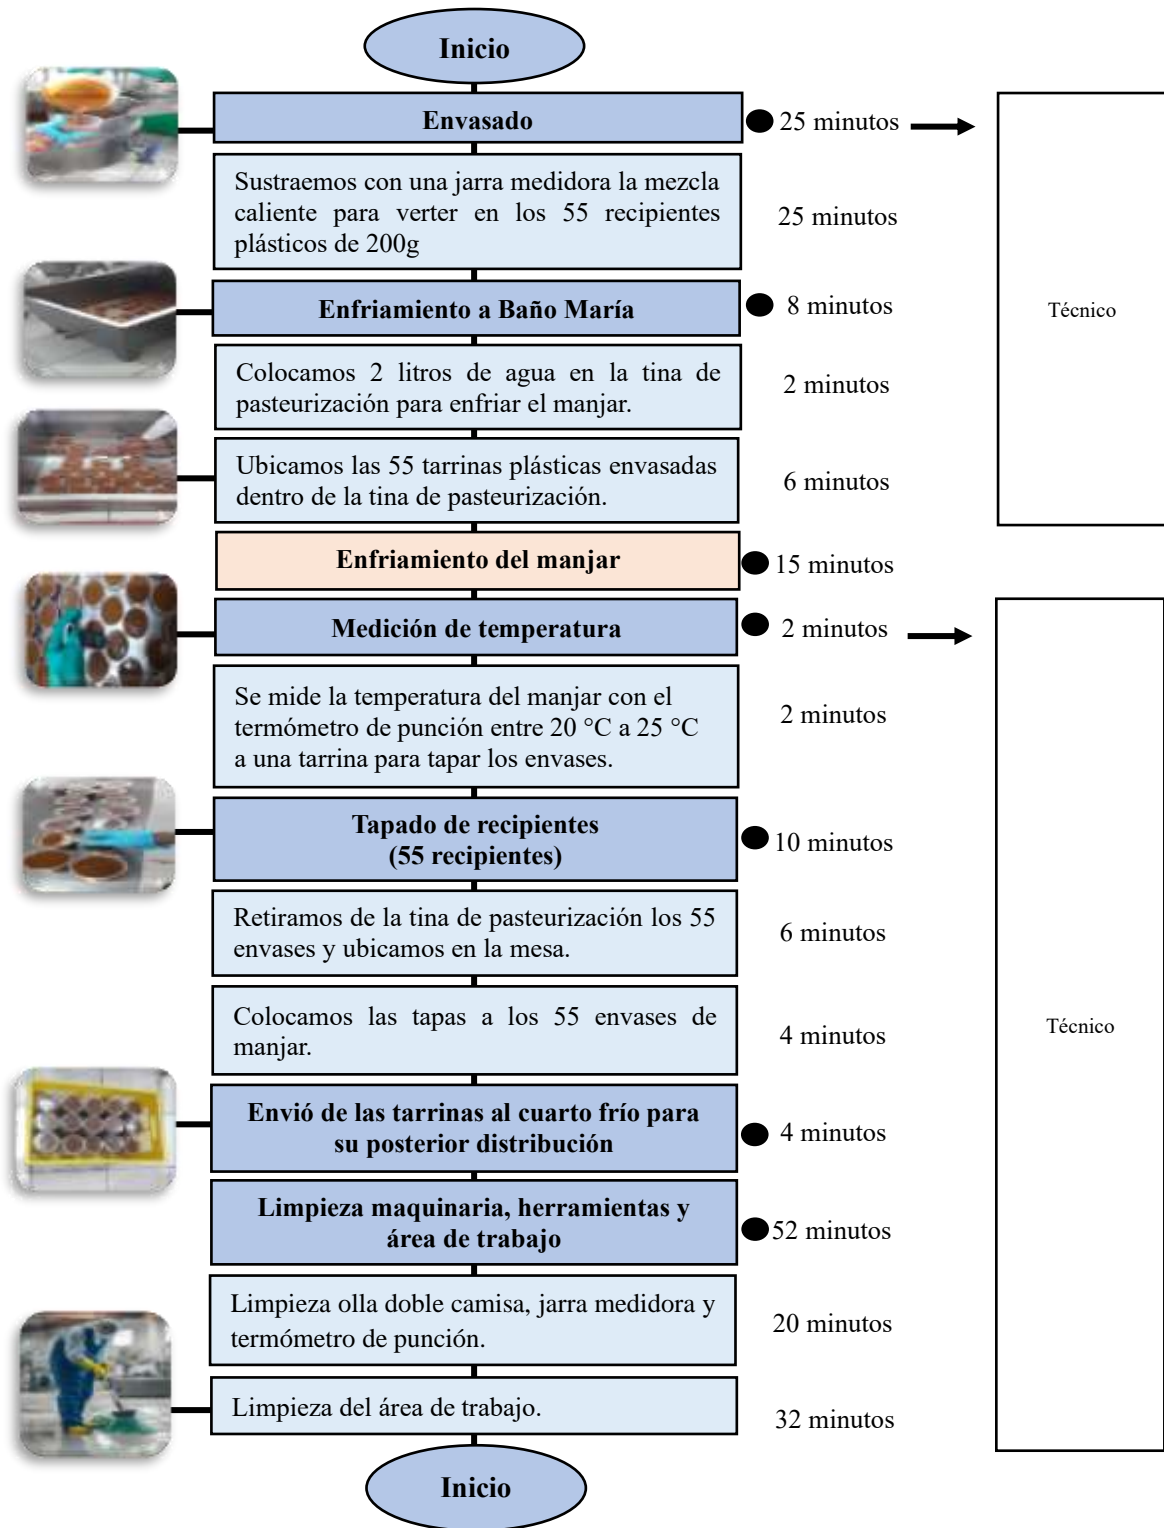 Inicio
Envasado
25 minutos
Sustraemos con una jarra medidora la mezcla
caliente para verter en los 55 recipientes
plásticos de 200g
25 minutos
Enfriamiento a Baño María
8 minutos
Técnico
Colocamos 2 litros de agua en la tina de
pasteurización para enfriar el manjar.
2 minutos
Ubicamos las 55 tarrinas plásticas envasadas
dentro de la tina de pasteurización.
6 minutos
Enfriamiento del manjar
15 minutos
Medición de temperatura
2 minutos
Se mide la temperatura del manjar con el
termómetro de punción entre 20 °C a 25 °C
a una tarrina para tapar los envases.
2 minutos
Tapado de recipientes
(55 recipientes)
10 minutos
Retiramos de la tina de pasteurización los 55
envases y ubicamos en la mesa.
6 minutos
Colocamos las tapas a los 55 envases de
manjar.
4 minutos
Técnico
Envió de las tarrinas al cuarto frío para
su posterior distribución
4 minutos
Limpieza maquinaria, herramientas y
área de trabajo
52 minutos
Limpieza olla doble camisa, jarra medidora y
termómetro de punción.
20 minutos
Limpieza del área de trabajo.
32 minutos
Inicio